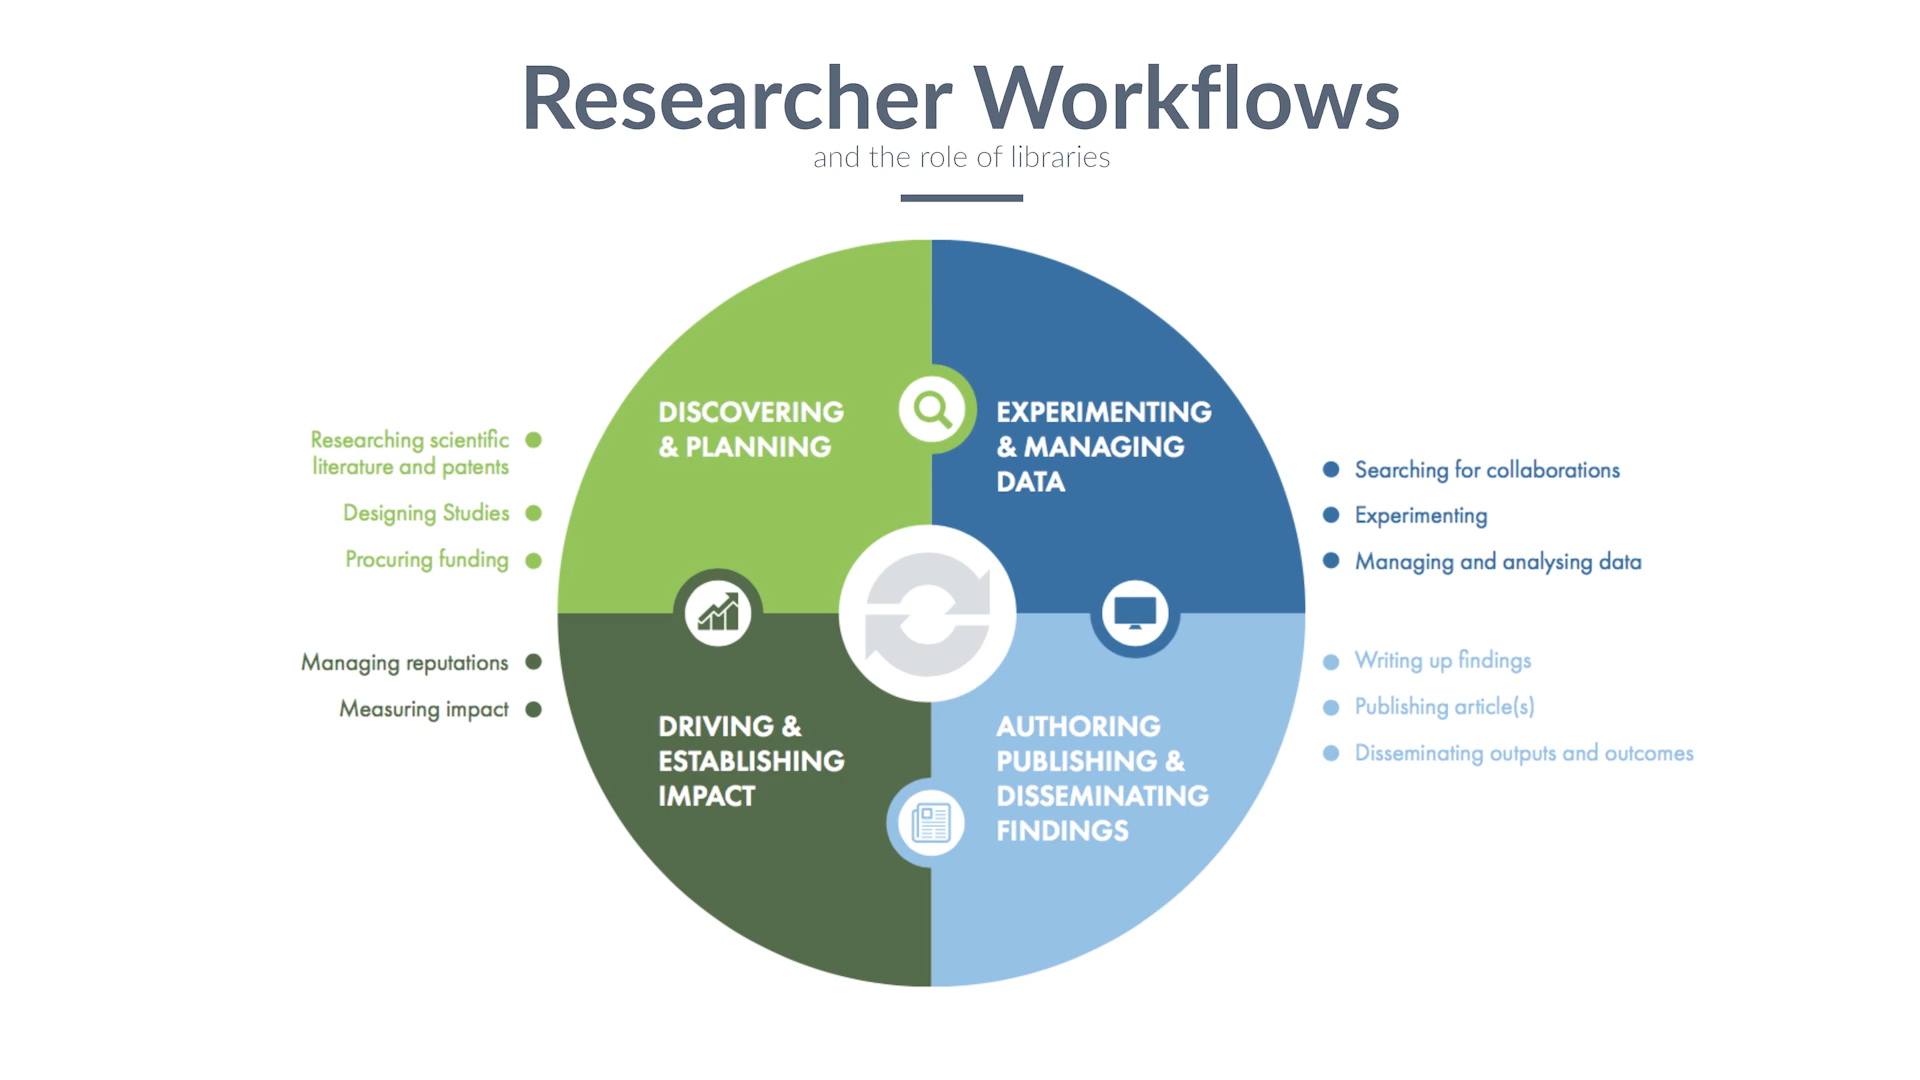 Researcher Workflows
and the role of libraries
DISCOVERING
& PLANNING
Researching scientific
literature and patents
Designing Studies
Procuring funding
EXPERIMENTING
& MANAGING
DATA
Searching for collaborations
Experimenting
Managing and analysing data
AUTHORING
PUBLISHING &
DISSEMINATING
FINDINGS
Writing up findings
Publishing article(s)
Disseminating outputs and outcomes
DRIVING &
ESTABLISHING
IMPACT
Managing reputations
Measuring impact